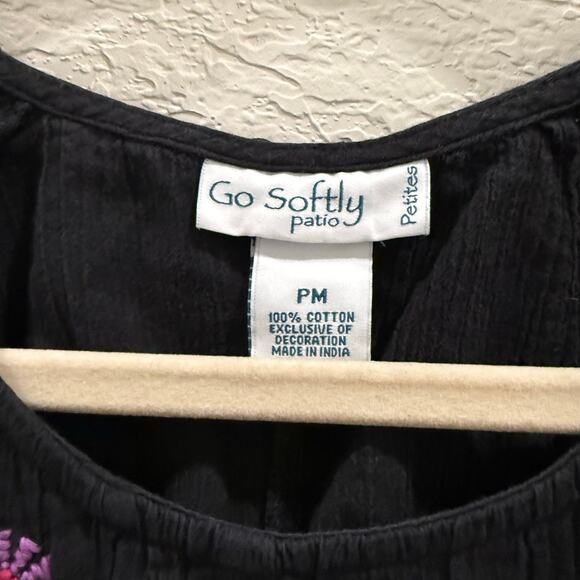 Go Softly
patio
Petites
PM
100% COTTON
EXCLUSIVE OF
DECORATION
MADE IN INDIA